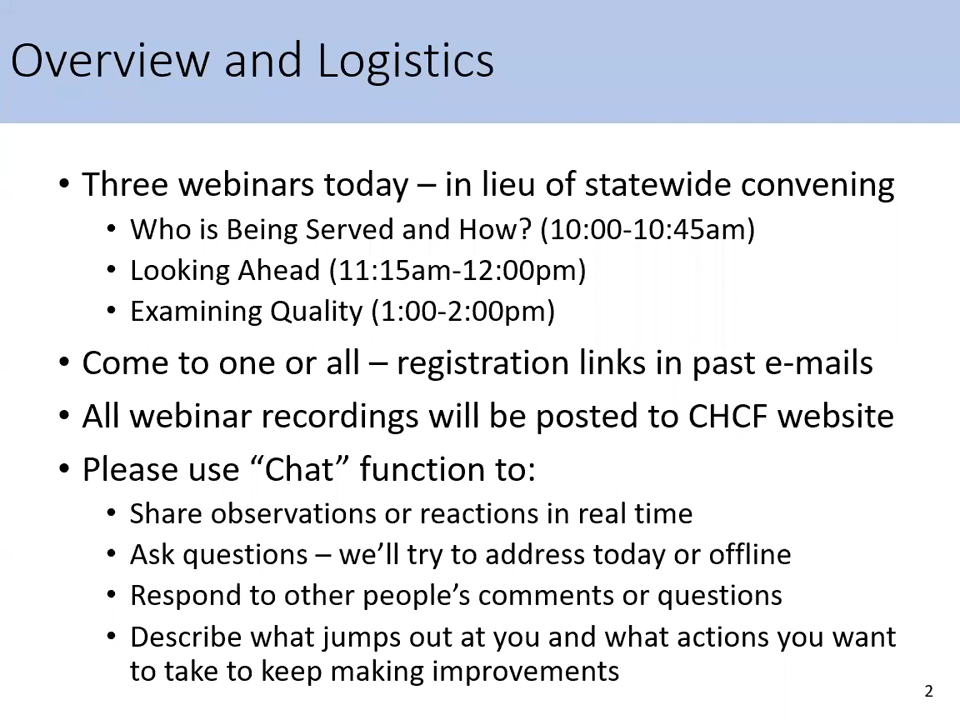 Overview and Logistics
• Three webinars today – in lieu of statewide convening
• Who is Being Served and How? (10:00-10:45am)
• Looking Ahead (11:15am-12:00pm)
• Examining Quality (1:00-2:00pm)
• Come to one or all – registration links in past e-mails
• All webinar recordings will be posted to CHCF website
• Please use “Chat” function to:
• Share observations or reactions in real time
• Ask questions – we’ll try to address today or offline
• Respond to other people’s comments or questions
• Describe what jumps out at you and what actions you want
to take to keep making improvements
2